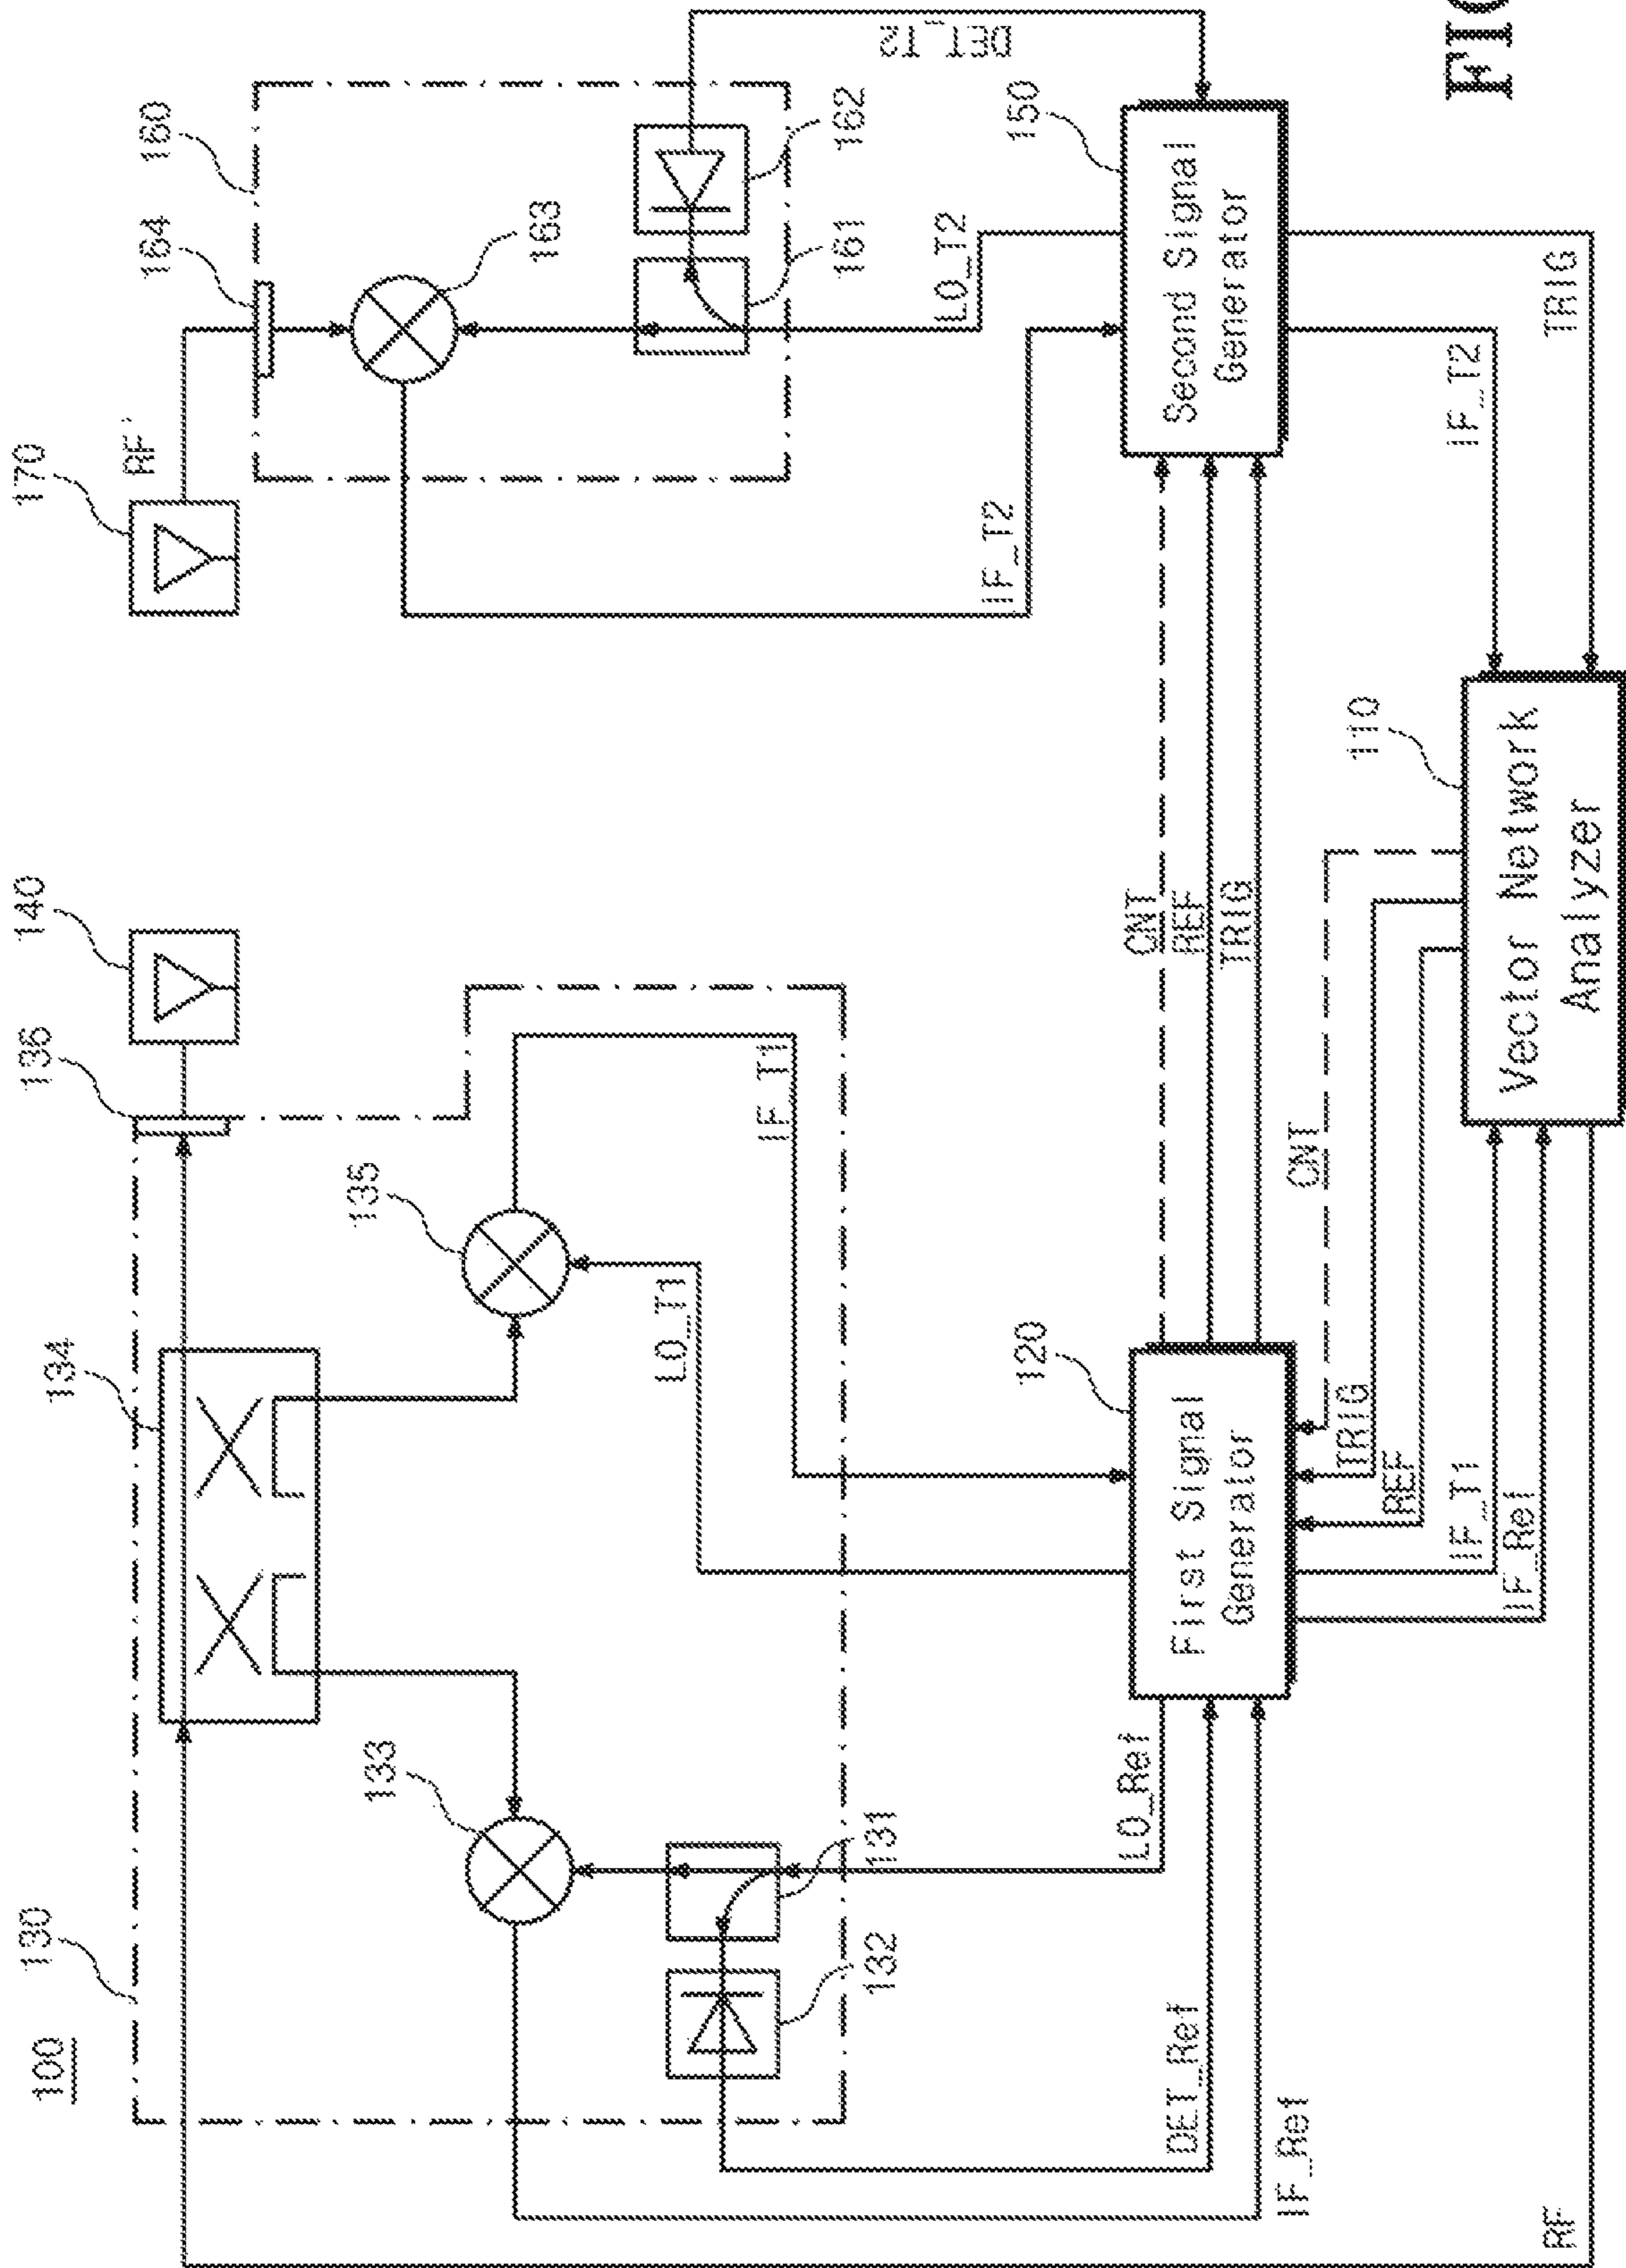 100
130
134
136
140
170
RF'
164
160
133
135
163
132
131
LO_T1
IF_T1
161
162
DET_T2
DET_Ref
LO_Ref
120
First Signal
Generator
CNT
REF
TRIG
IF_T2
LO_T2
150
Second Signal
Generator
IF_Ref
CNT
TRIG
REF
IF_T1
IF_Ref
110
Vector Network
Analyzer
IF_T2
TRIG
RF